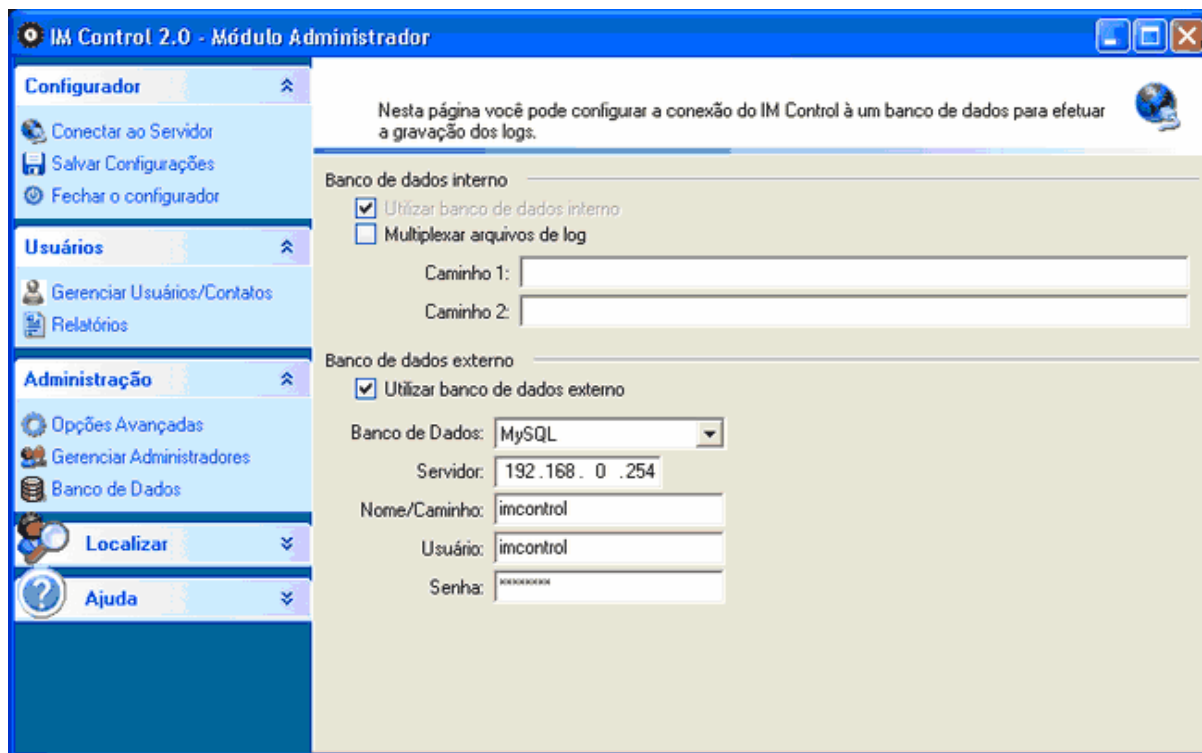 IM Control 2.0 - Módulo Administrador
Configurador
Conectar ao Servidor
Salvar Configurações
Fechar o configurador
Usuários
Gerenciar Usuários/Contatos
Relatórios
Administração
Opções Avançadas
Gerenciar Administradores
Banco de Dados
Localizar
Ajuda
Nesta página você pode configurar a conexão do IM Control à um banco de dados para efetuar
a gravação dos logs.
Banco de dados interno
Utilizar banco de dados interno
Multiplexar arquivos de log
Caminho 1:
Caminho 2:
Banco de dados externo
Utilizar banco de dados externo
Banco de Dados: MySQL
Servidor: 192.168. 0 .254
Nome/Caminho: imcontrol
Usuário: imcontrol
Senha: ********